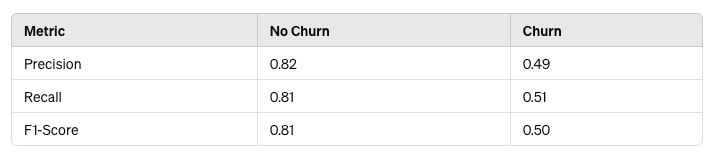 Metric No Churn Churn
Precision 0.82 0.49
Recall 0.81 0.51
F1-Score 0.81 0.50